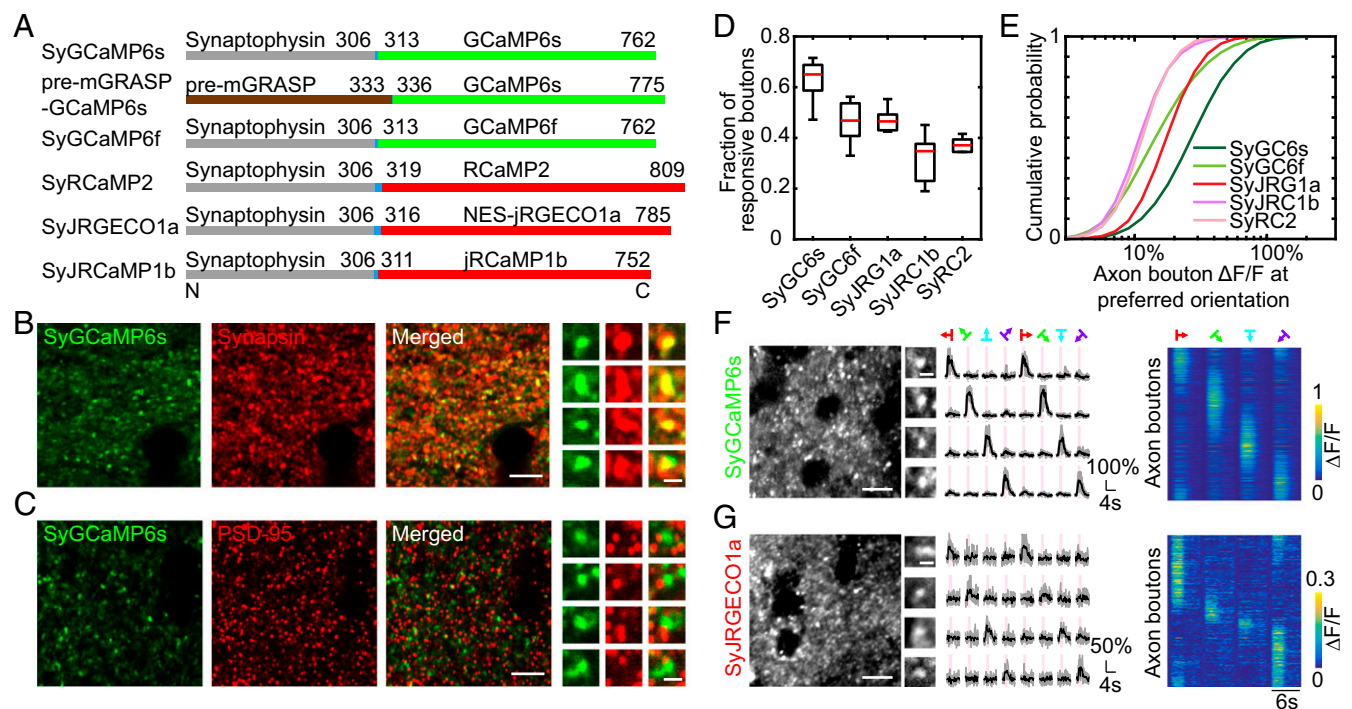 A
SyGCaMP6s
Synaptophysin 306 313 GCaMP6s 762
pre-mGRASP
-GCaMP6s
pre-mGRASP 333 336 GCaMP6s 775
SyGCaMP6f
Synaptophysin 306 313 GCaMP6f 762
SyRCaMP2
Synaptophysin 306 319 RCaMP2 809
SyJRGECO1a
Synaptophysin 306 316 NES-jRGECO1a 785
SyJRCaMP1b
Synaptophysin 306 311 jRCaMP1b 752
N C
B
SyGCaMP6s
Synapsin
Merged
C
SyGCaMP6s
PSD-95
Merged
D
Fraction of
responsive boutons
0.8
0.6
0.4
0.2
0
SyGC6s
SyGC6f
SyJRG1a
SyJRC1b
SyRC2
E
Cumulative probability
1
0
SyGC6s
SyGC6f
SyJRG1a
SyJRC1b
SyRC2
10% 100%
Axon bouton ΔF/F at
preferred orientation
F
SyGCaMP6s
100%
4s
Axon boutons
1
0
ΔF/F
G
SyJRGECO1a
50%
4s
Axon boutons
0.3
0
ΔF/F
6s